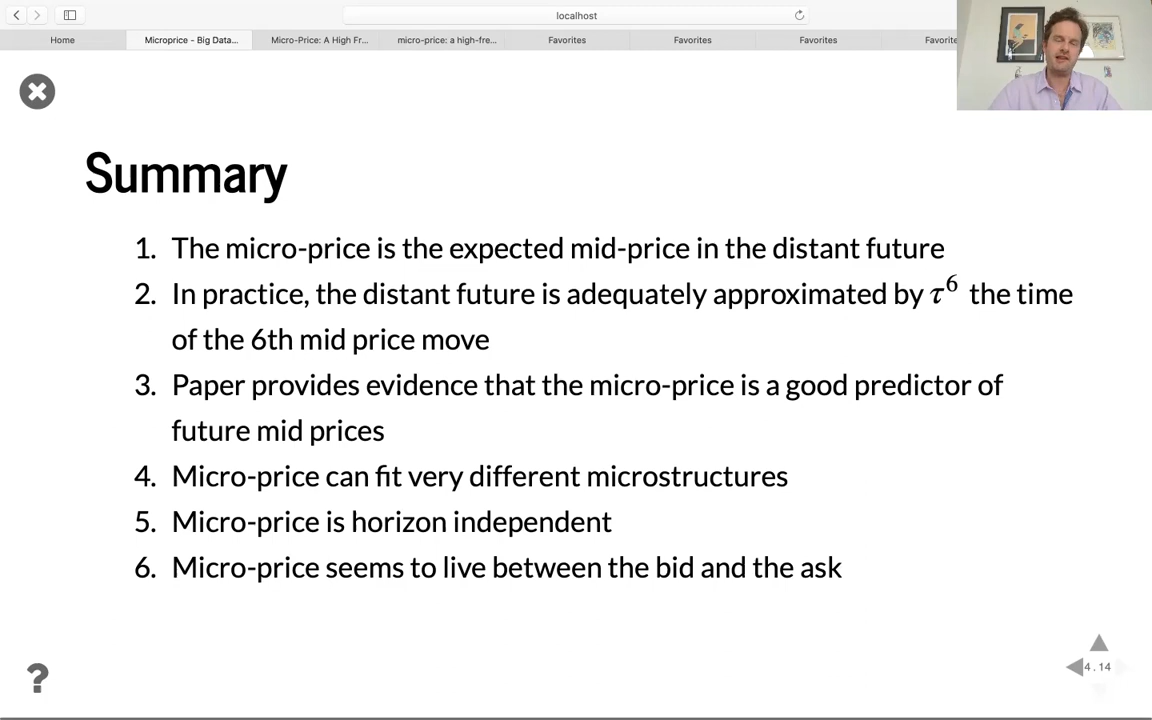 localhost
Home
Microprice - Big Data...
Micro-Price: A High Fr...
micro-price: a high-fre...
Favorites
Favorites
Favorites
Favorite
Summary
1. The micro-price is the expected mid-price in the distant future
2. In practice, the distant future is adequately approximated by τ⁶ the time
of the 6th mid price move
3. Paper provides evidence that the micro-price is a good predictor of
future mid prices
4. Micro-price can fit very different microstructures
5. Micro-price is horizon independent
6. Micro-price seems to live between the bid and the ask
?
4.14